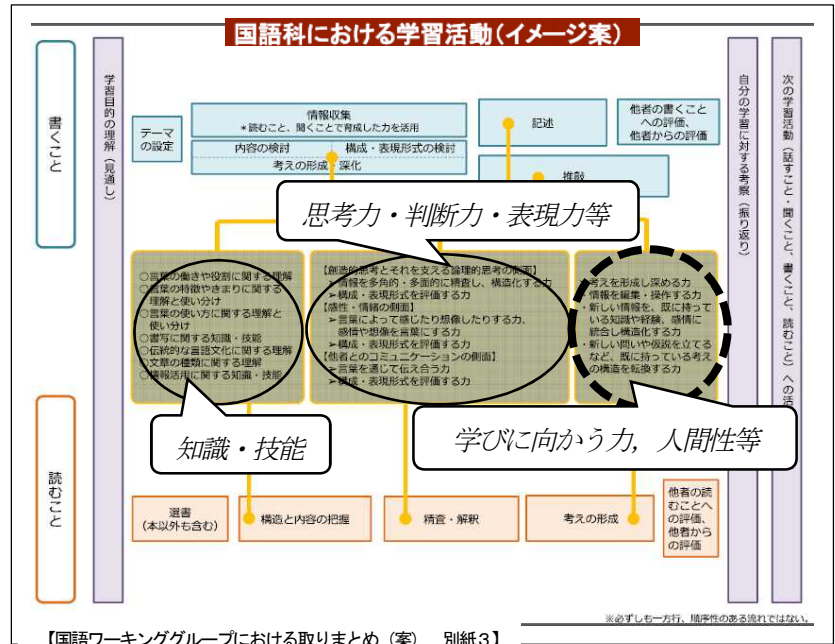 国語科における学習活動(イメージ案)
書くこと
学習目的の理解(見通し)
テーマ
の設定
情報収集
*読むこと、聞くことで育成した力を活用
内容の検討
構成・表現形式の検討
考えの形成・深化
記述
推敲
他者の書くこと
への評価、
他者からの評価
自分の学習に対する考察(振り返り)
次の学習活動(話すこと・聞くこと、書くこと、読むこと)への活
思考力・判断力・表現力等
○言葉の働きや役割に関する理解
○言葉の特徴やきまりに関する
理解と使い分け
○言葉の使い方に関する理解と
使い分け
○書写に関する知識・技能
○伝統的な言語文化に関する理解
○文章の種類に関する理解
○情報活用に関する知識・技能
【創造的思考とそれを支える論理的思考の側面】
➢情報を多角的・多面的に精査し、構造化する力
➢構成・表現形式を評価する力
【感性・情緒の側面】
➢言葉によって感じたり想像したりする力、
感情や想像を言葉にする力
➢構成・表現形式を評価する力
【他者とのコミュニケーションの側面】
➢言葉を通じて伝え合う力
➢構成・表現形式を評価する力
・考えを形成し深める力
・情報を編集・操作する力
・新しい情報を、既に持って
いる知識や経験、感情に
統合し構造化する力
・新しい問いや仮説を立てる
など、既に持っている考え
の構造を転換する力
知識・技能
学びに向かう力,人間性等
読むこと
選書
(本以外も含む)
構造と内容の把握
精査・解釈
考えの形成
他者の読
むことへ
の評価、
他者から
の評価
※必ずしも一方行、順序性のある流れではない。
【国語ワーキンググループにおける取りまとめ(案) 別紙3】